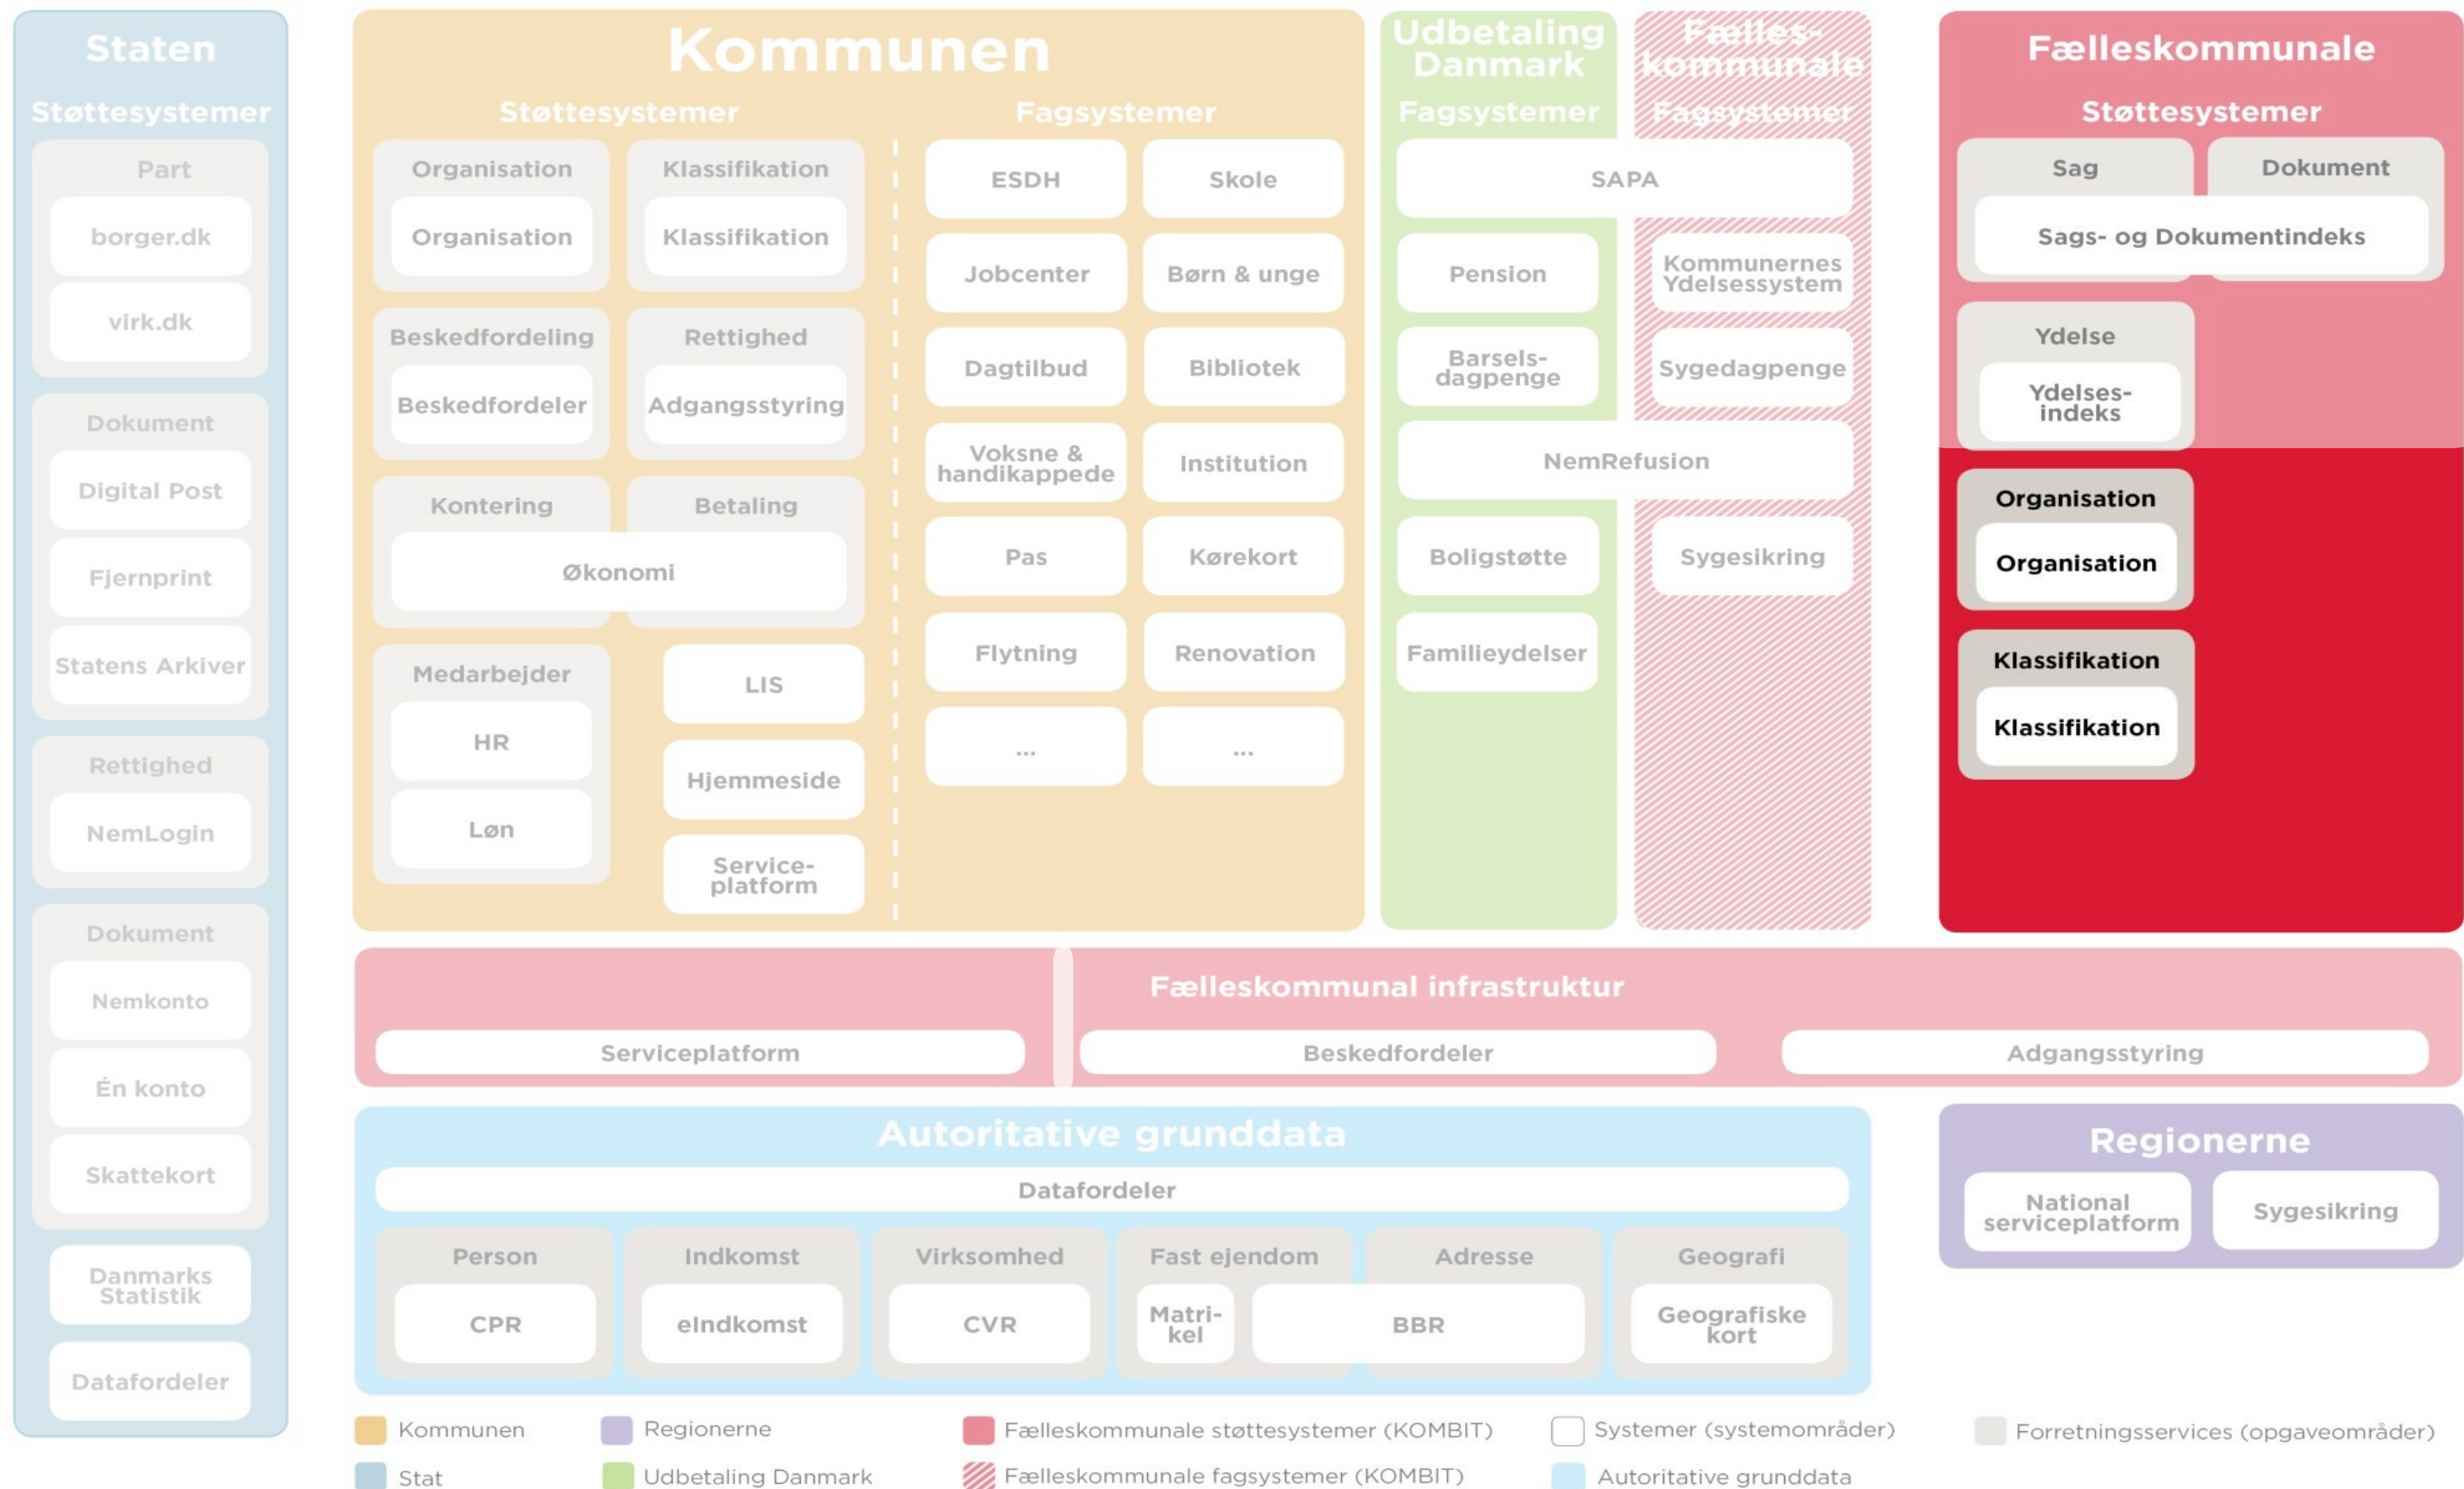 Staten
Støttesystemer
Part
borger.dk
virk.dk
Dokument
Digital Post
Fjernprint
Statens Arkiver
Rettighed
NemLogin
Dokument
Nemkonto
Én konto
Skattekort
Danmarks
Statistik
Datafordeler
Kommunen
Støttesystemer
Organisation
Organisation
Klassifikation
Klassifikation
Beskedfordeling
Beskedfordeler
Rettighed
Adgangsstyring
Kontering
Betaling
Økonomi
Medarbejder
HR
Løn
LIS
Hjemmeside
Service-
platform
Fagsystemer
ESDH
Skole
Jobcenter
Børn & unge
Dagtilbud
Bibliotek
Voksne &
handikappede
Institution
Pas
Kørekort
Flytning
Renovation
...
...
Udbetaling
Danmark
Fagsystemer
Fælles-
kommunale
Fagsystemer
SAPA
Pension
Kommunernes
Ydelsessystem
Barsels-
dagpenge
Sygedagpenge
NemRefusion
Boligstøtte
Sygesikring
Familieydelser
Fælleskommunale
Støttesystemer
Sag
Dokument
Sags- og Dokumentindeks
Ydelse
Ydelses-
indeks
Organisation
Organisation
Klassifikation
Klassifikation
Fælleskommunal infrastruktur
Serviceplatform
Beskedfordeler
Adgangsstyring
Autoritative grunddata
Datafordeler
Person
CPR
Indkomst
eIndkomst
Virksomhed
CVR
Fast ejendom
Adresse
Matri-
kel
BBR
Geografi
Geografiske
kort
Regionerne
National
serviceplatform
Sygesikring
Kommunen
Regionerne
Fælleskommunale støttesystemer (KOMBIT)
Systemer (systemområder)
Forretningsservices (opgaveområder)
Stat
Udbetaling Danmark
Fælleskommunale fagsystemer (KOMBIT)
Autoritative grunddata